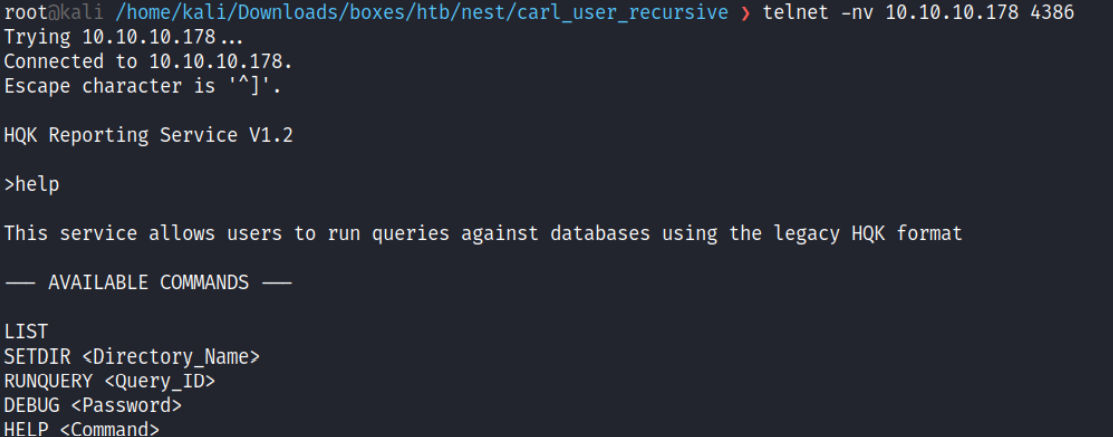 root@kali /home/kali/Downloads/boxes/htb/nest/carl_user_recursive ❯ telnet -nv 10.10.10.178 4386
Trying 10.10.10.178...
Connected to 10.10.10.178.
Escape character is '^]'.
HQK Reporting Service V1.2
>help
This service allows users to run queries against databases using the legacy HQK format
--- AVAILABLE COMMANDS ---
LIST
SETDIR <Directory_Name>
RUNQUERY <Query_ID>
DEBUG <Password>
HELP <Command>